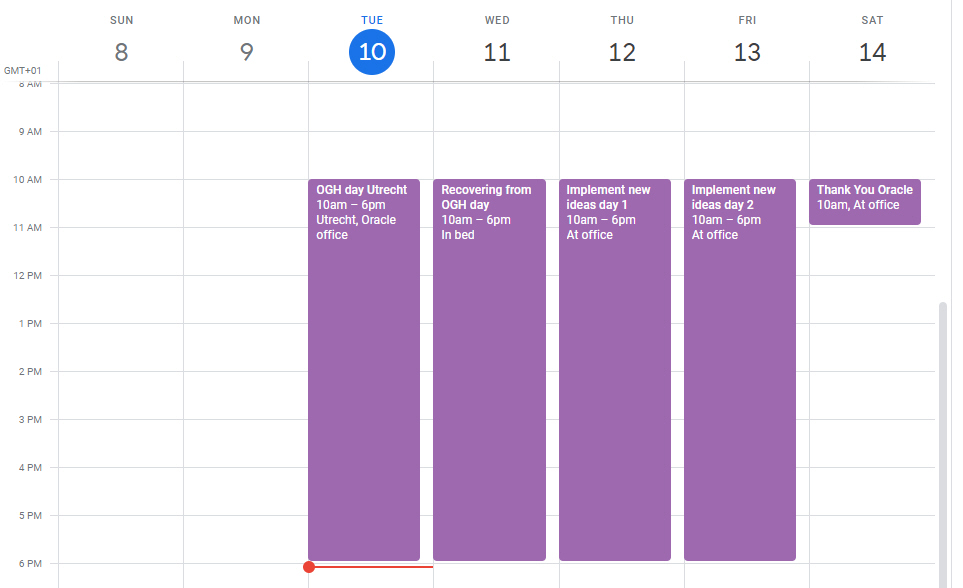 SUN MON TUE WED THU FRI SAT
8 9 10 11 12 13 14
GMT+01
8 AM
9 AM
10 AM
11 AM
12 PM
1 PM
2 PM
3 PM
4 PM
5 PM
6 PM
OGH day Utrecht
10am – 6pm
Utrecht, Oracle
office
Recovering from
OGH day
10am – 6pm
In bed
Implement new
ideas day 1
10am – 6pm
At office
Implement new
ideas day 2
10am – 6pm
At office
Thank You Oracle
10am, At office